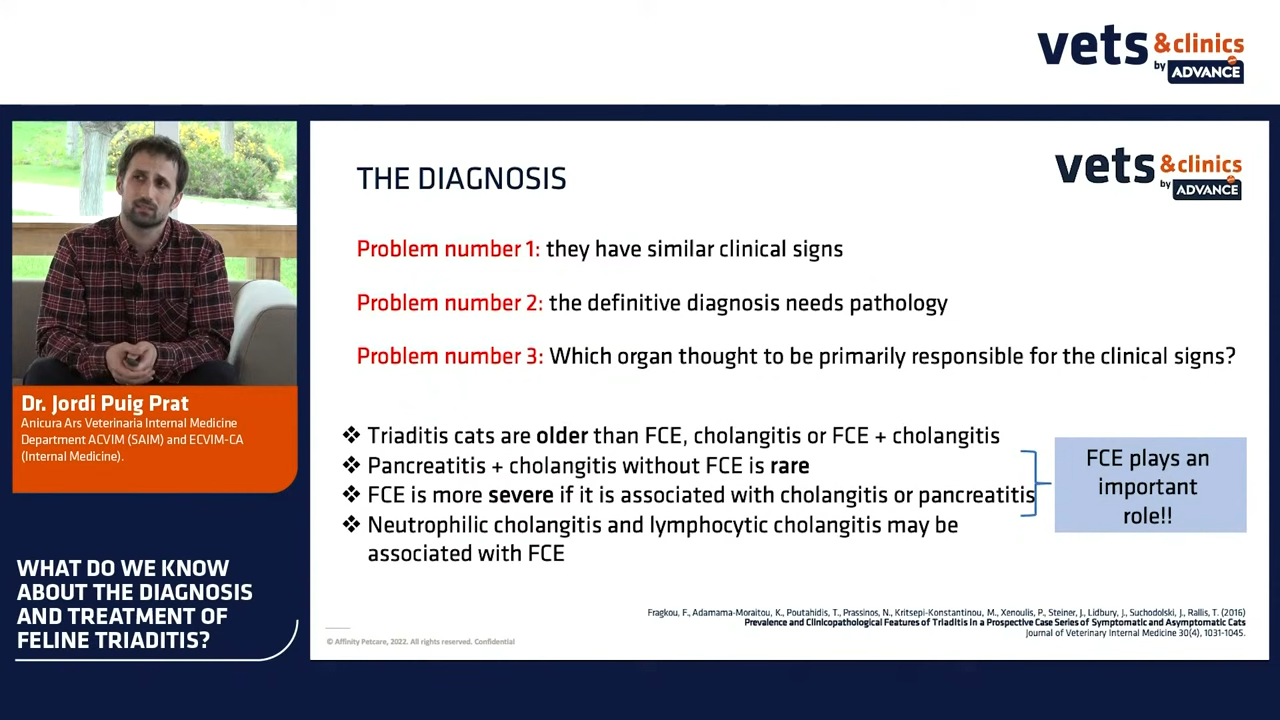 vets &clinics
by ADVANCE
THE DIAGNOSIS
vets &clinics
by ADVANCE
Problem number 1: they have similar clinical signs
Problem number 2: the definitive diagnosis needs pathology
Problem number 3: Which organ thought to be primarily responsible for the clinical signs?
❖ Triaditis cats are older than FCE, cholangitis or FCE + cholangitis
❖ Pancreatitis + cholangitis without FCE is rare
❖ FCE is more severe if it is associated with cholangitis or pancreatitis
❖ Neutrophilic cholangitis and lymphocytic cholangitis may be
associated with FCE
FCE plays an
important
role!!
Fragkou, F., Adamama-Moraitou, K., Poutahidis, T., Prassinos, N., Kritsepi-Konstantinou, M., Xenoulis, P., Steiner, J., Lidbury, J., Suchodolski, J., Rallis, T. (2016)
Prevalence and Clinicopathological Features of Triaditis in a Prospective Case Series of Symptomatic and Asymptomatic Cats
Journal of Veterinary Internal Medicine 30(4), 1031-1045.
© Affinity Petcare, 2022. All rights reserved. Confidential
Dr. Jordi Puig Prat
Anicura Ars Veterinaria Internal Medicine
Department ACVIM (SAIM) and ECVIM-CA
(Internal Medicine).
WHAT DO WE KNOW
ABOUT THE DIAGNOSIS
AND TREATMENT OF
FELINE TRIADITIS?